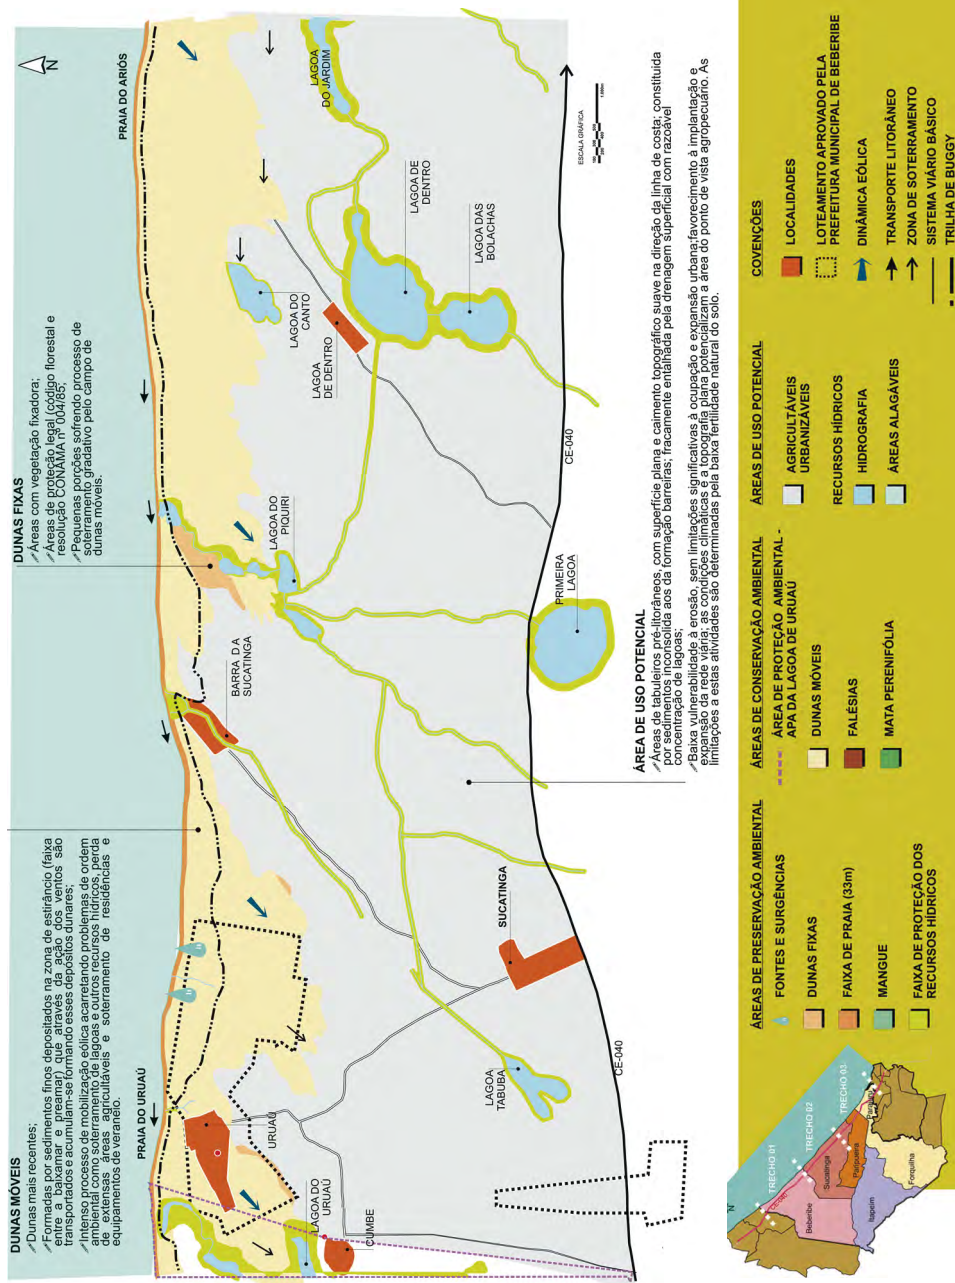 DUNAS MÓVEIS
Dunas mais recentes;
Formadas por sedimentos finos depositados na zona de estirâncio (faixa
entre a baixamar e preamar) que através da ação dos ventos são
transportados e acumulam-se formando esses depósitos dunares;
Intenso processo de mobilização eólica acarretando problemas de ordem
ambiental como soterramento de lagoas e outros recursos hídricos, perda
de extensas áreas agricultáveis e soterramento de residências e
equipamentos de veraneio.
DUNAS FIXAS
Áreas com vegetação fixadora;
Áreas de proteção legal (código florestal e
resolução CONAMA nº 004/85;
Pequenas porções sofrendo processo de
soterramento gradativo pelo campo de
dunas móveis.
N
PRAIA DO URUAÚ
PRAIA DO ARIÓS
LAGOA
DO JARDIM
LAGOA DE
DENTRO
LAGOA DAS
BOLACHAS
LAGOA DO
CANTO
LAGOA
DE DENTRO
LAGOA DO
PIQUIRI
PRIMEIRA
LAGOA
BARRA D.A
SUCATINGA
SUCATINGA
URUAÚ
LAGOA DO
URUAÚ
CUMBE
LAGOA
TABUBA
CE-040
CE-040
ESCALA GRÁFICA
ÁREA DE USO POTENCIAL
Áreas de tabuleiros pré-litorâneos, com superfície plana e caimento topográfico suave na direção da linha de costa; constituida
por sedimentos inconsolida aos da formação barreiras; fracamente entalhada pela drenagem superficial com razoável
concentração de lagoas;
Baixa vulnerabilidade à erosão, sem limitações significativas à ocupação e expansão urbana;favorecimento à implantação e
expansão da rede viária; as condições climáticas e a topografia plana potencializam a área do ponto de vista agropecuário. As
limitações a estas atividades são determinadas pela baixa fertilidade natural do solo.
N
TRECHO 01
TRECHO 02
TRECHO 03
CE-040
Beberibe
Sucatinga
Paripueira
Parajuru
Itapeim
Forquilha
ÁREAS DE PRESERVAÇÃO AMBIENTAL
FONTES E SURGÊNCIAS
DUNAS FIXAS
FAIXA DE PRAIA (33m)
MANGUE
FAIXA DE PROTEÇÃO DOS
RECURSOS HÍDRICOS
ÁREAS DE CONSERVAÇÃO AMBIENTAL
ÁREA DE PROTEÇÃO AMBIENTAL -
APA DA LAGOA DE URUAÚ
DUNAS MÓVEIS
FALÉSIAS
MATA PERENIFÓLIA
ÁREAS DE USO POTENCIAL
AGRICULTÁVEIS
URBANIZÁVEIS
RECURSOS HÍDRICOS
HIDROGRAFIA
ÁREAS ALAGÁVEIS
COVENÇÕES
LOCALIDADES
LOTEAMENTO APROVADO PELA
PREFEITURA MUNICIPAL DE BEBERIBE
DINÂMICA EÓLICA
TRANSPORTE LITORÂNEO
ZONA DE SOTERRAMENTO
SISTEMA VIÁRIO BÁSICO
TRILHA DE BUGGY